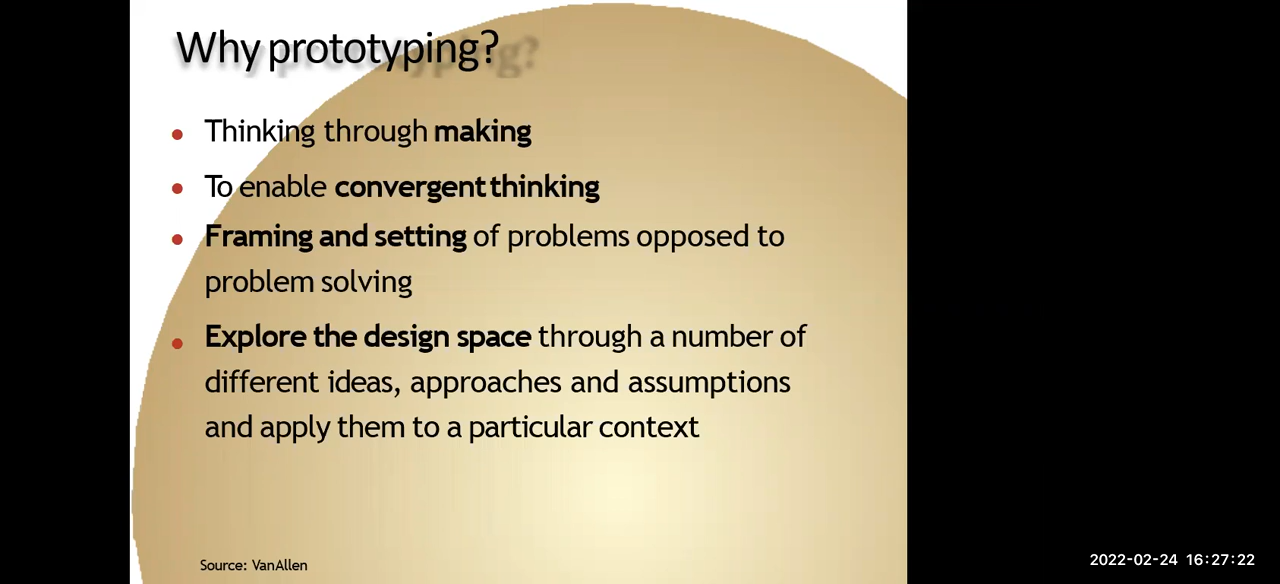 Why prototyping?
Thinking through making
To enable convergent thinking
Framing and setting of problems opposed to
problem solving
Explore the design space through a number of
different ideas, approaches and assumptions
and apply them to a particular context
Source: VanAllen
2022-02-24 16:27:22